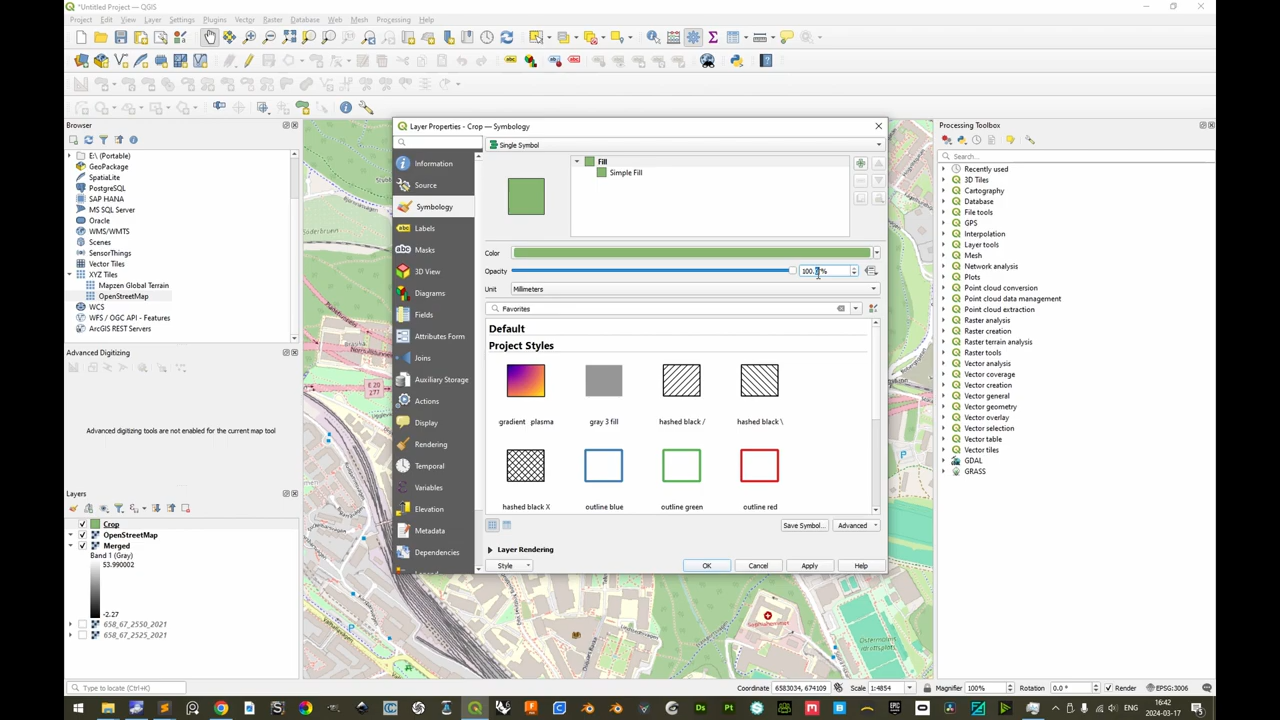 *Untitled Project — QGIS
Project Edit View Layer Settings Plugins Vector Raster Database Web Mesh Processing Help
Browser
E:\ (Portable)
GeoPackage
SpatiaLite
PostgreSQL
SAP HANA
MS SQL Server
Oracle
WMS/WMTS
Scenes
SensorThings
Vector Tiles
XYZ Tiles
Mapzen Global Terrain
OpenStreetMap
WCS
WFS / OGC API - Features
ArcGIS REST Servers
Advanced Digitizing
Advanced digitizing tools are not enabled for the current map tool
Layers
Crop
OpenStreetMap
Merged
Band 1 (Gray)
53.990002
-2.27
658_67_2550_2021
658_67_2525_2021
Type to locate (Ctrl+K)
E 20
277
Layer Properties - Crop — Symbology
Information
Source
Symbology
Labels
Masks
3D View
Diagrams
Fields
Attributes Form
Joins
Auxiliary Storage
Actions
Display
Rendering
Temporal
Variables
Elevation
Metadata
Dependencies
Single Symbol
Fill
Simple Fill
Color
Opacity
Unit Millimeters
Favorites
Default
Project Styles
gradient plasma
gray 3 fill
hashed black /
hashed black \
hashed black X
outline blue
outline green
outline red
Save Symbol...
Advanced
Layer Rendering
Style
OK
Cancel
Apply
Help
Processing Toolbox
Search...
Recently used
3D Tiles
Cartography
Database
File tools
GPS
Interpolation
Layer tools
Mesh
Network analysis
Plots
Point cloud conversion
Point cloud data management
Point cloud extraction
Raster analysis
Raster creation
Raster terrain analysis
Raster tools
Vector analysis
Vector coverage
Vector creation
Vector general
Vector geometry
Vector overlay
Vector selection
Vector table
Vector tiles
GDAL
GRASS
Coordinate 6583034, 674109 Scale 1:4854 Magnifier 100% Rotation 0.0 ° Render EPSG:3006
16:42
2024-03-17